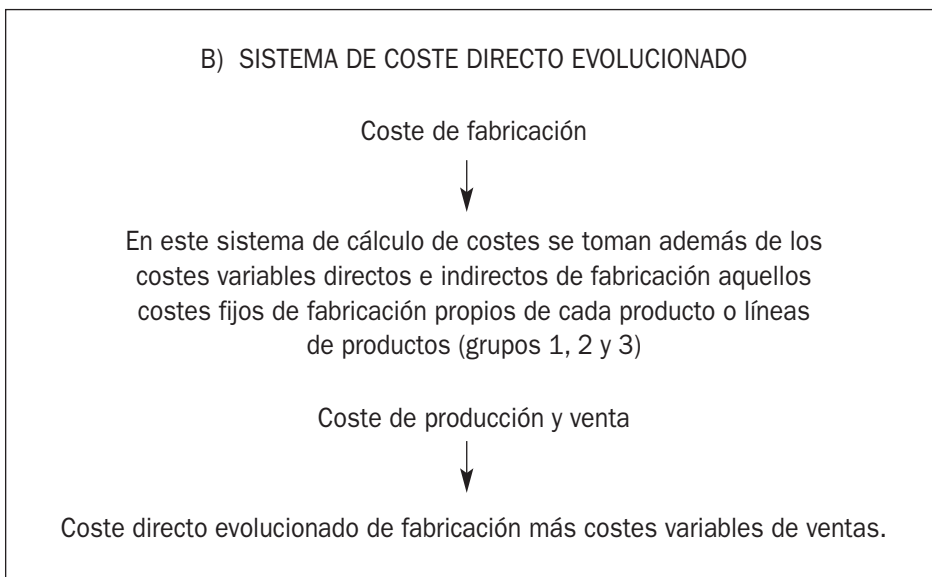 B) SISTEMA DE COSTE DIRECTO EVOLUCIONADO
Coste de fabricación
En este sistema de cálculo de costes se toman además de los
costes variables directos e indirectos de fabricación aquellos
costes fijos de fabricación propios de cada producto o líneas
de productos (grupos 1, 2 y 3)
Coste de producción y venta
Coste directo evolucionado de fabricación más costes variables de ventas.